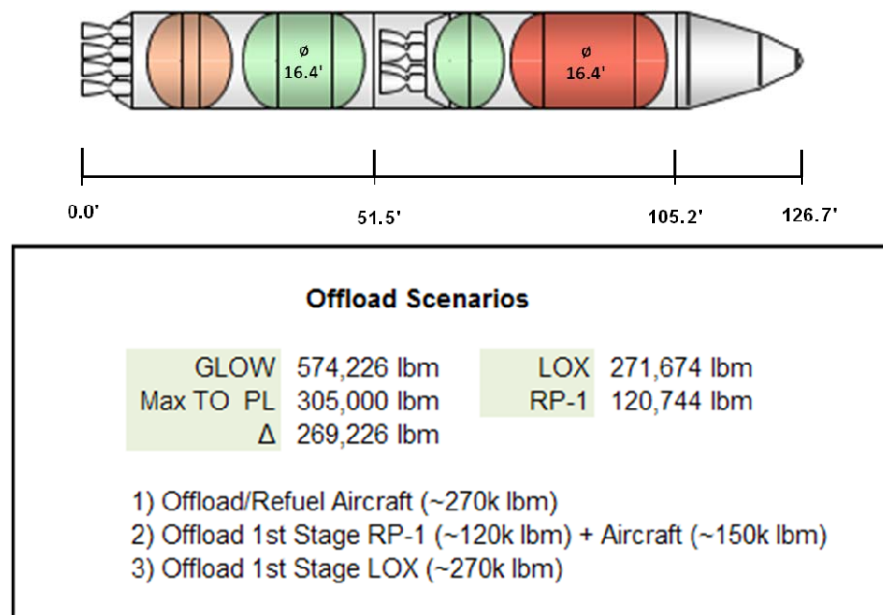 ø ø
16.4' 16.4'
0.0' 51.5' 105.2' 126.7'
Offload Scenarios
GLOW 574,226 lbm LOX 271,674 lbm
Max TO PL 305,000 lbm RP-1 120,744 lbm
Δ 269,226 lbm
1) Offload/Refuel Aircraft (~270k lbm)
2) Offload 1st Stage RP-1 (~120k lbm) + Aircraft (~150k lbm)
3) Offload 1st Stage LOX (~270k lbm)